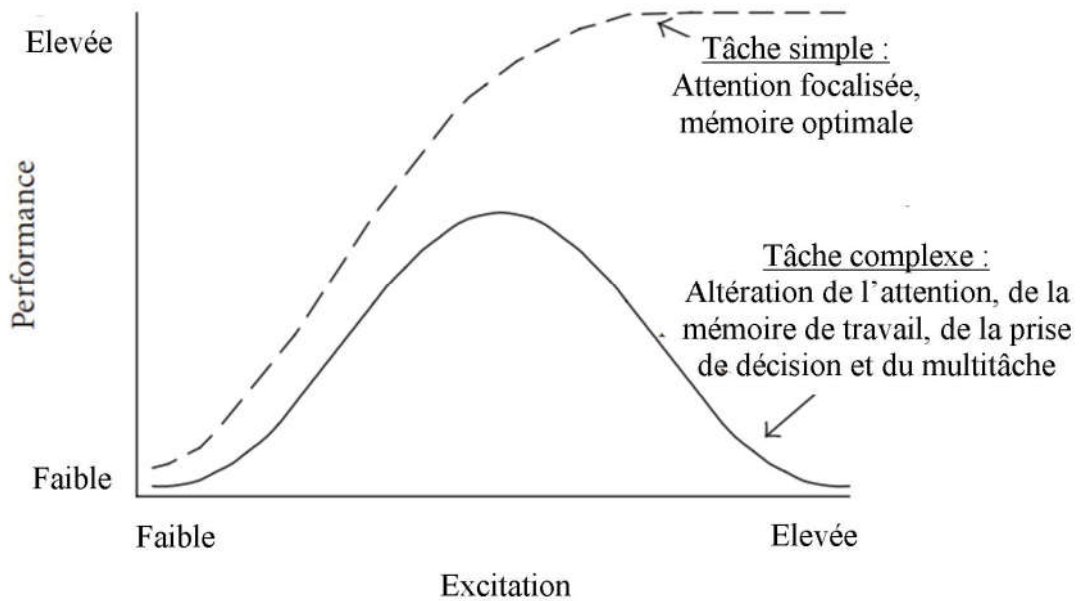 Elevée
Tâche simple :
Attention focalisée,
mémoire optimale
Performance
Tâche complexe :
Altération de l'attention, de la
mémoire de travail, de la prise
de décision et du multitâche
Faible
Faible
Elevée
Excitation